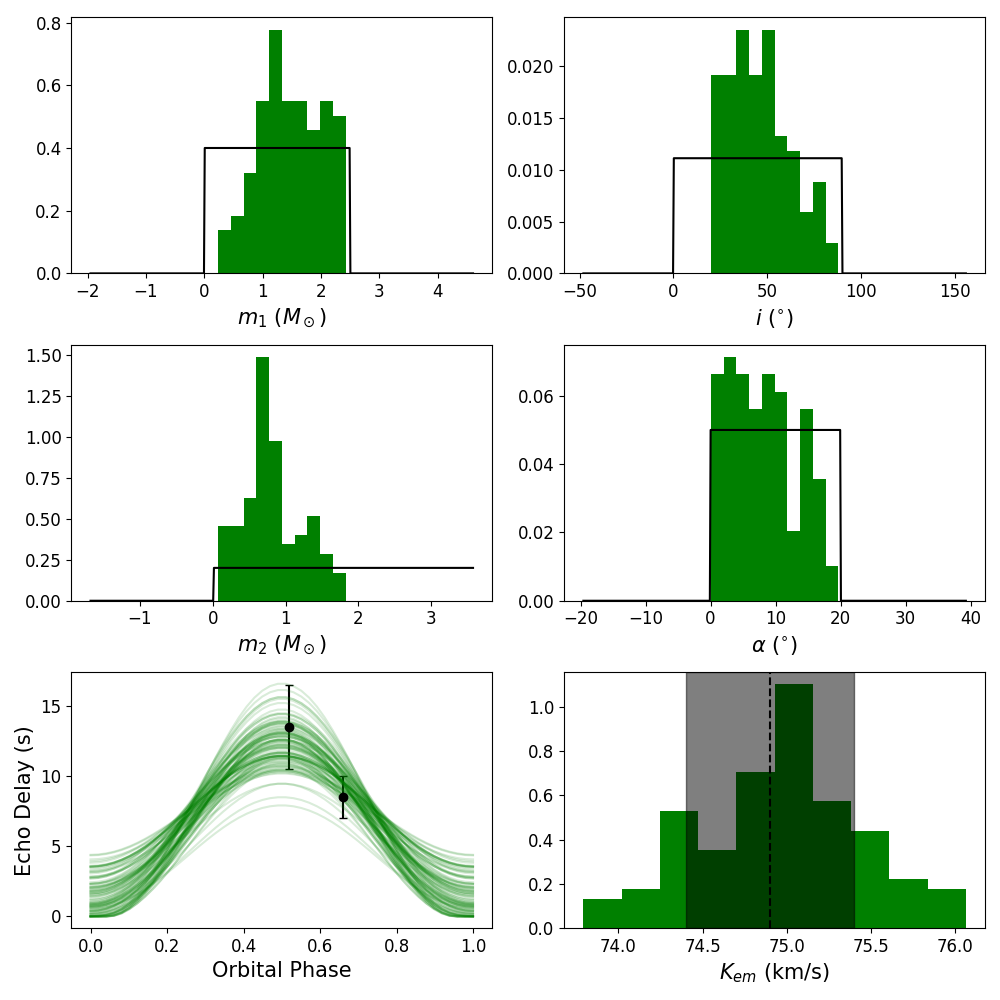 0.8
0.6
0.4
0.2
0.0
−2 −1 0 1 2 3 4
m_1 (M_⊙)
0.020
0.015
0.010
0.005
0.000
−50 0 50 100 150
i (°)
1.50
1.25
1.00
0.75
0.50
0.25
0.00
−1 0 1 2 3
m_2 (M_⊙)
0.06
0.04
0.02
0.00
−20 −10 0 10 20 30 40
α (°)
15
10
5
0
Echo Delay (s)
0.0 0.2 0.4 0.6 0.8 1.0
Orbital Phase
1.0
0.8
0.6
0.4
0.2
0.0
74.0 74.5 75.0 75.5 76.0
K_em (km/s)